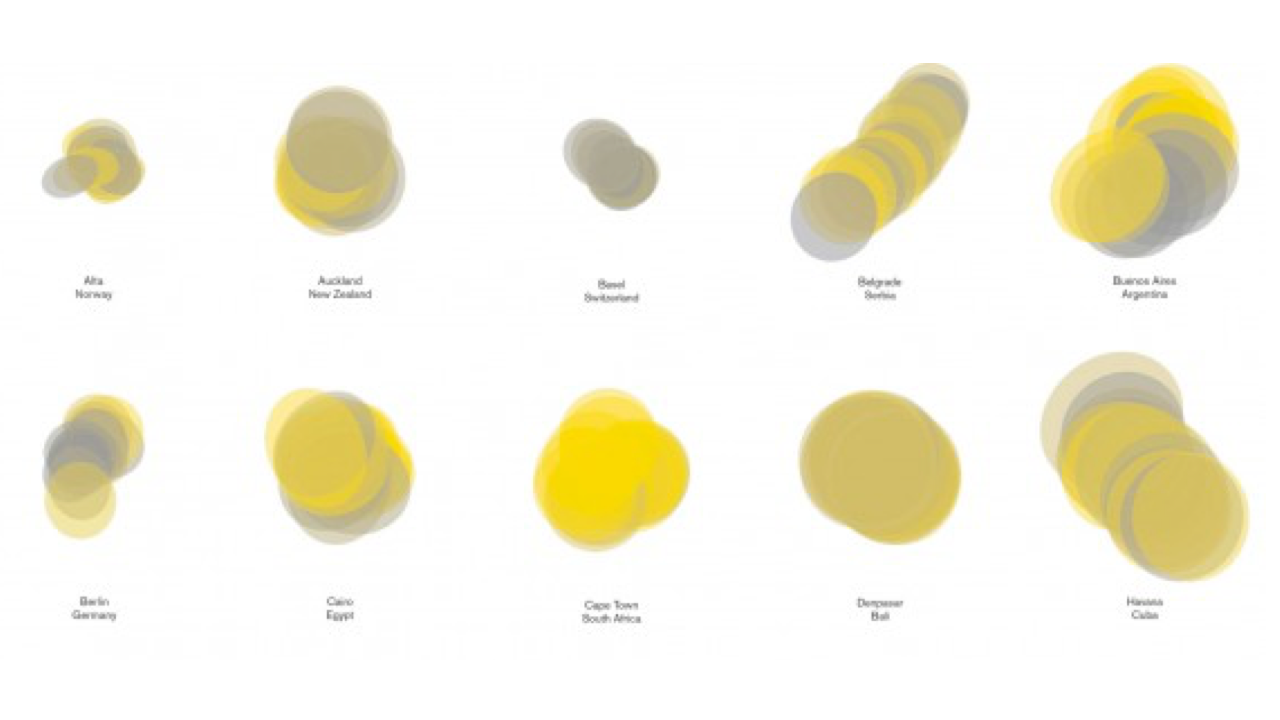 Alta
Norway
Auckland
New Zealand
Basel
Switzerland
Belgrade
Serbia
Buenos Aires
Argentina
Berlin
Germany
Cairo
Egypt
Cape Town
South Africa
Denpasar
Bali
Havana
Cuba